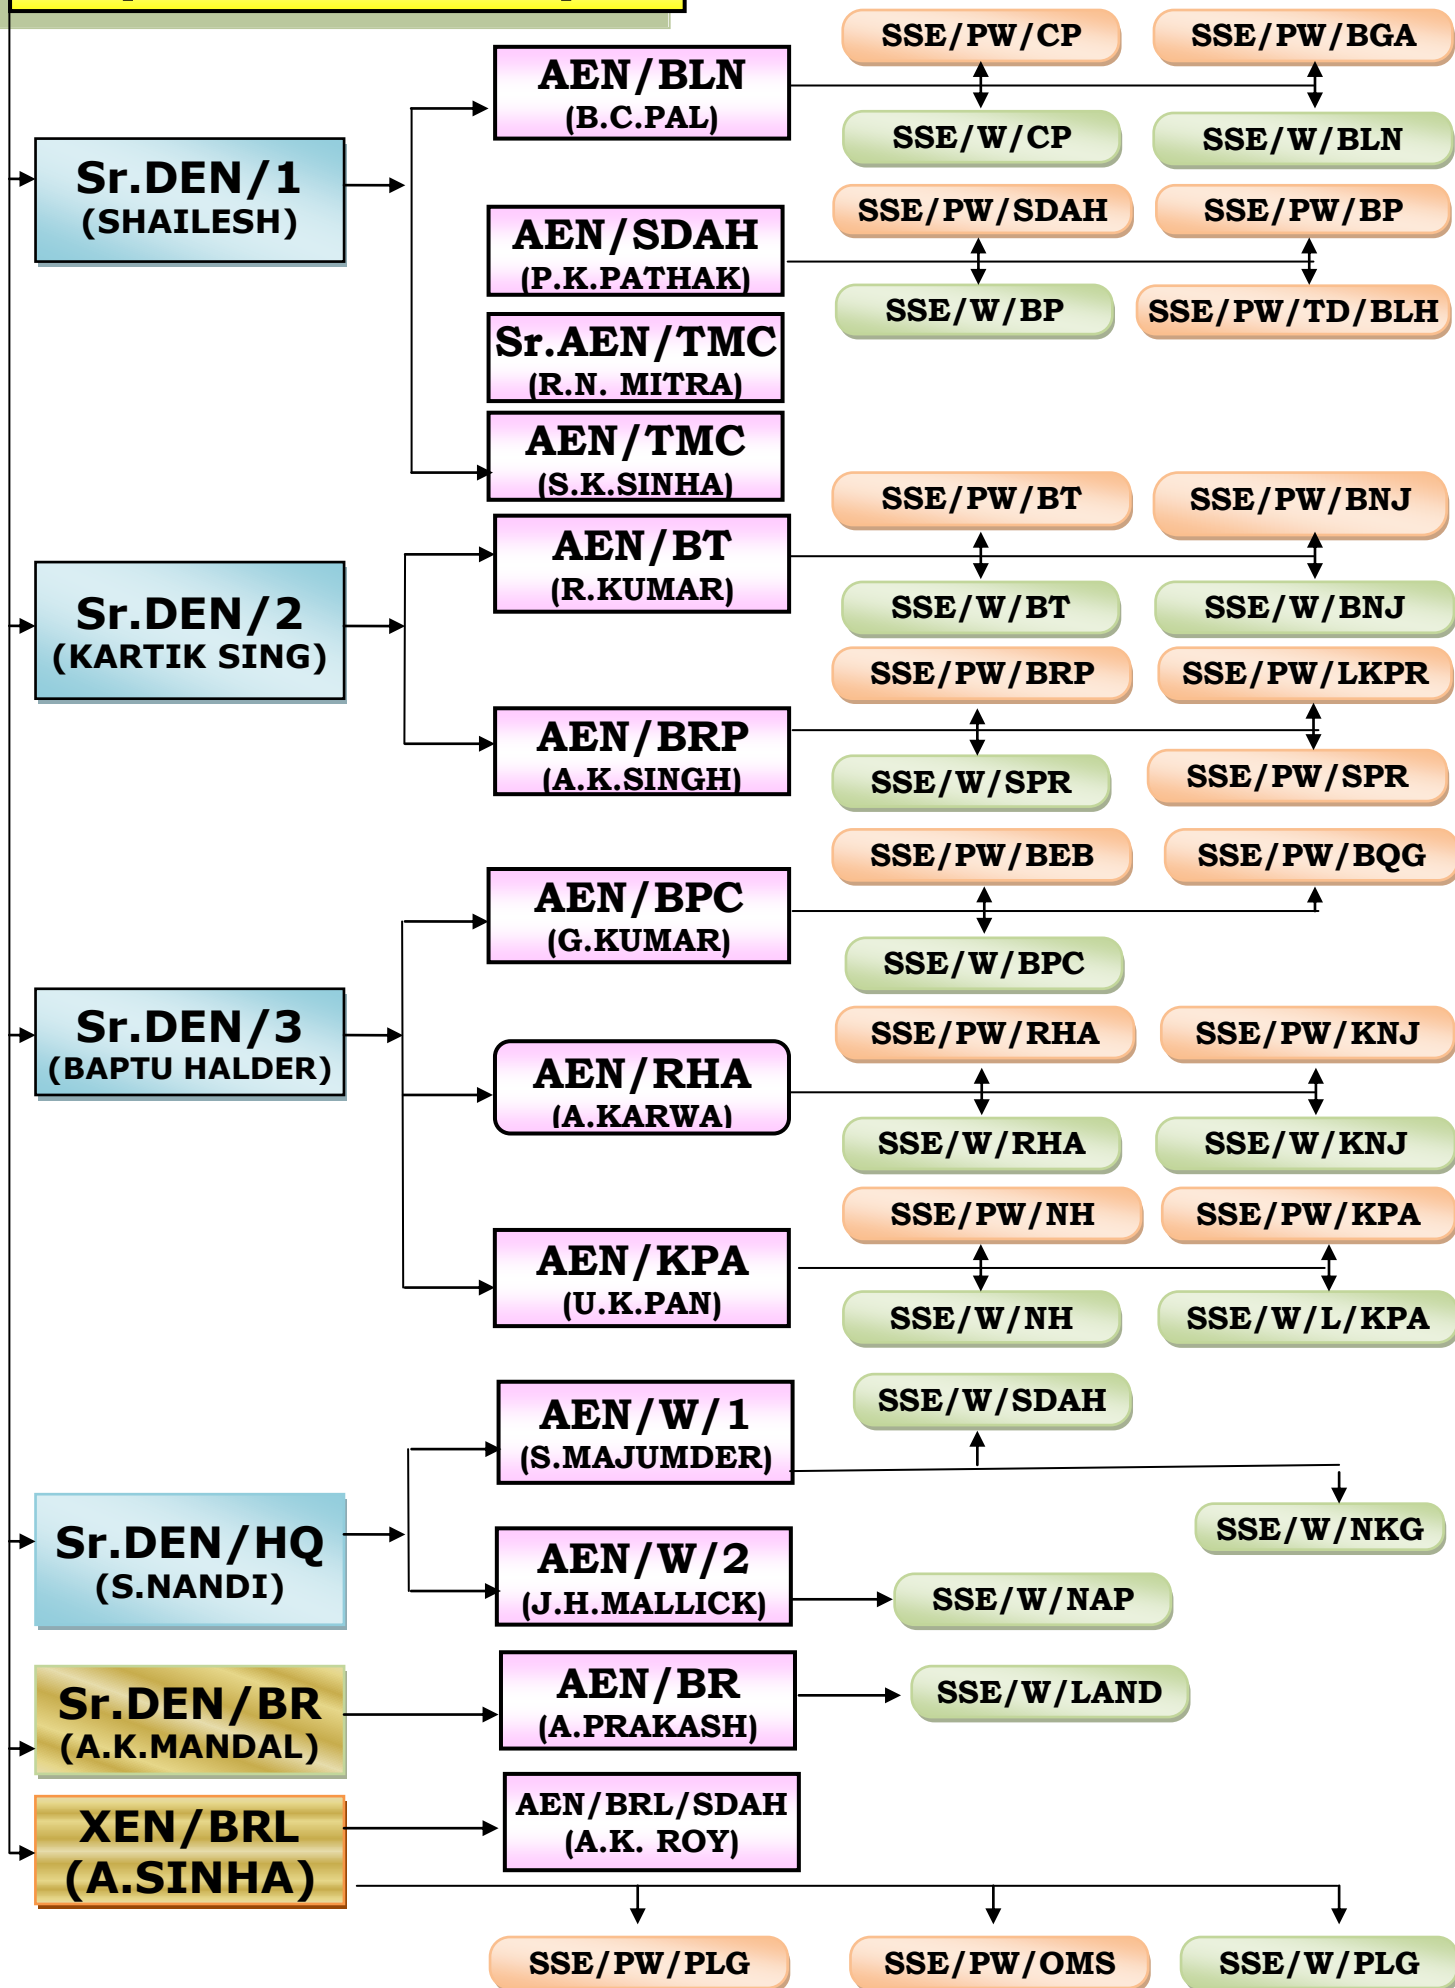 SSE/PW/CP
SSE/PW/BGA
AEN/BLN
(B.C.PAL)
SSE/W/CP
SSE/W/BLN
Sr.DEN/1
(SHAILESH)
SSE/PW/SDAH
SSE/PW/BP
AEN/SDAH
(P.K.PATHAK)
SSE/W/BP
SSE/PW/TD/BLH
Sr.AEN/TMC
(R.N. MITRA)
AEN/TMC
(S.K.SINHA)
SSE/PW/BT
SSE/PW/BNJ
AEN/BT
(R.KUMAR)
SSE/W/BT
SSE/W/BNJ
Sr.DEN/2
(KARTIK SING)
SSE/PW/BRP
SSE/PW/LKPR
AEN/BRP
(A.K.SINGH)
SSE/W/SPR
SSE/PW/SPR
SSE/PW/BEB
SSE/PW/BQG
AEN/BPC
(G.KUMAR)
SSE/W/BPC
Sr.DEN/3
(BAPTU HALDER)
SSE/PW/RHA
SSE/PW/KNJ
AEN/RHA
(A.KARWA)
SSE/W/RHA
SSE/W/KNJ
SSE/PW/NH
SSE/PW/KPA
AEN/KPA
(U.K.PAN)
SSE/W/NH
SSE/W/L/KPA
AEN/W/1
(S.MAJUMDER)
SSE/W/SDAH
SSE/W/NKG
Sr.DEN/HQ
(S.NANDI)
AEN/W/2
(J.H.MALLICK)
SSE/W/NAP
Sr.DEN/BR
(A.K.MANDAL)
AEN/BR
(A.PRAKASH)
SSE/W/LAND
XEN/BRL
(A.SINHA)
AEN/BRL/SDAH
(A.K. ROY)
SSE/PW/PLG
SSE/PW/OMS
SSE/W/PLG